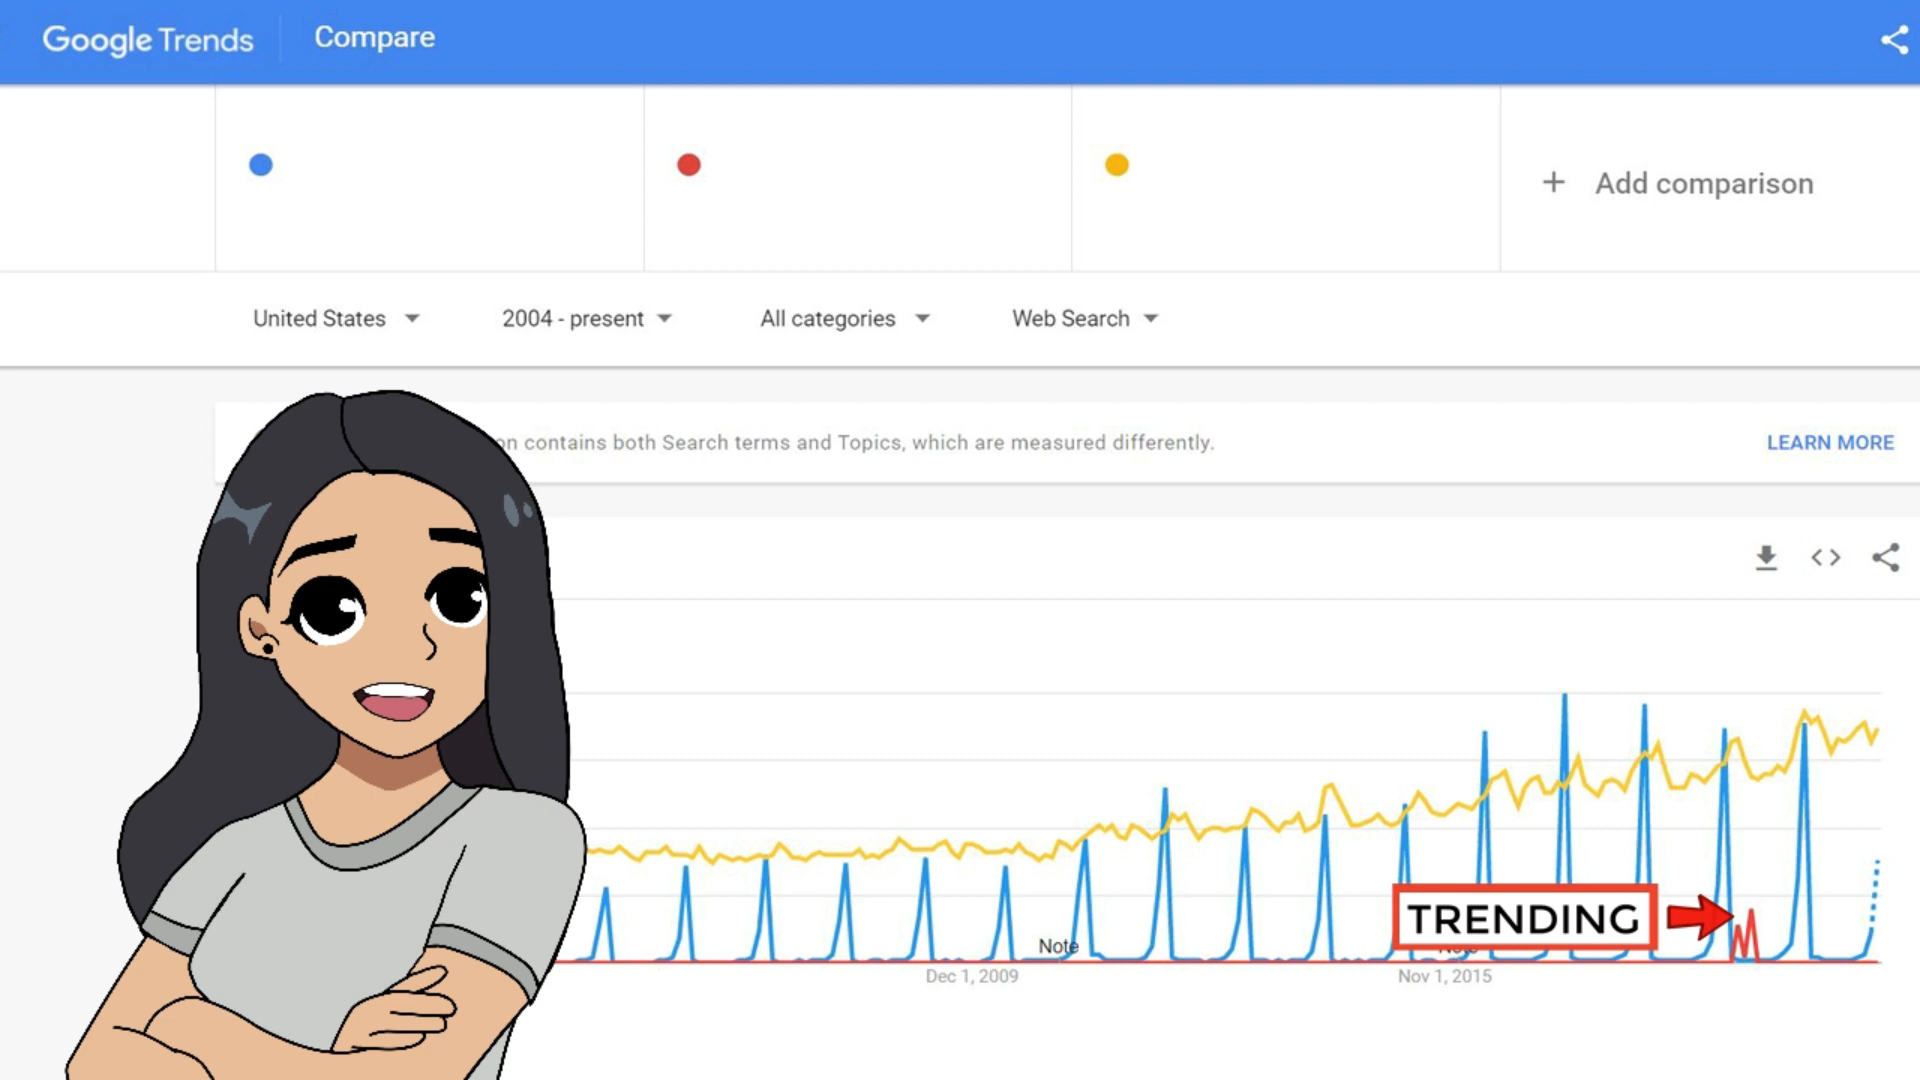 Google Trends
Compare
+ Add comparison
United States
2004 - present
All categories
Web Search
contains both Search terms and Topics, which are measured differently.
LEARN MORE
TRENDING
Note
Dec 1, 2009
Nov 1, 2015